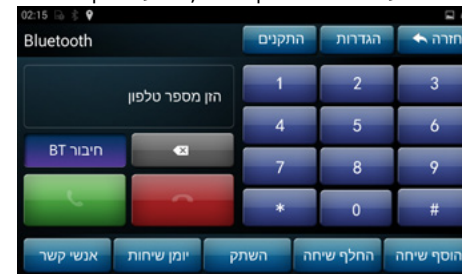 02:15
Bluetooth
התקנים
הגדרות
חזרה
הזן מספר טלפון
1 2 3
4 5 6
חיבור BT
7 8 9
* 0 #
אנשי קשר
יומן שיחות
השתק
החלף שיחה
הוסף שיחה